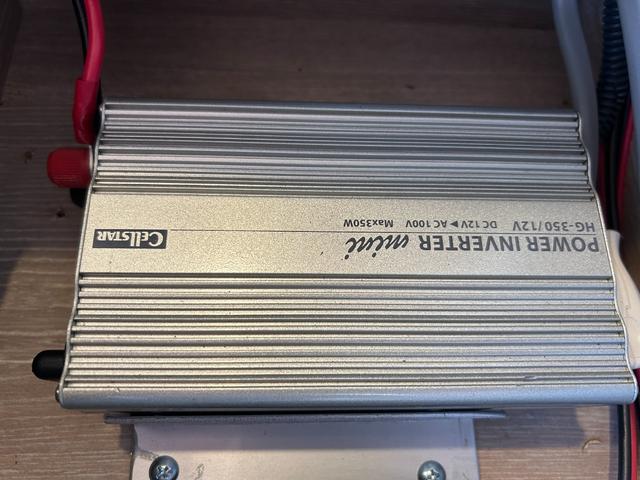 POWER INVERTER mini
HG-350/12V DC12V▶AC100V Max350W
CELLSTAR